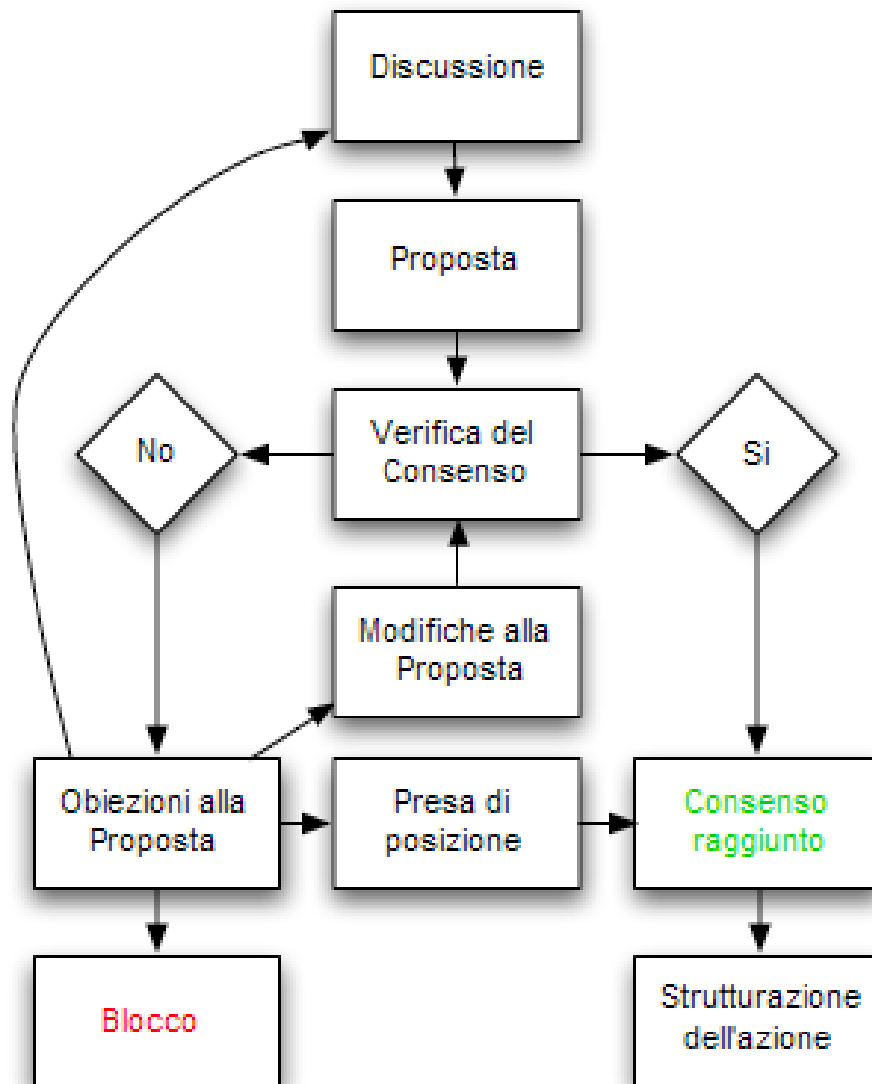 Discussione
Proposta
No
Verifica del
Consenso
Si
Modifiche alla
Proposta
Obiezioni alla
Proposta
Presa di
posizione
Consenso
raggiunto
Blocco
Strutturazione
dell'azione